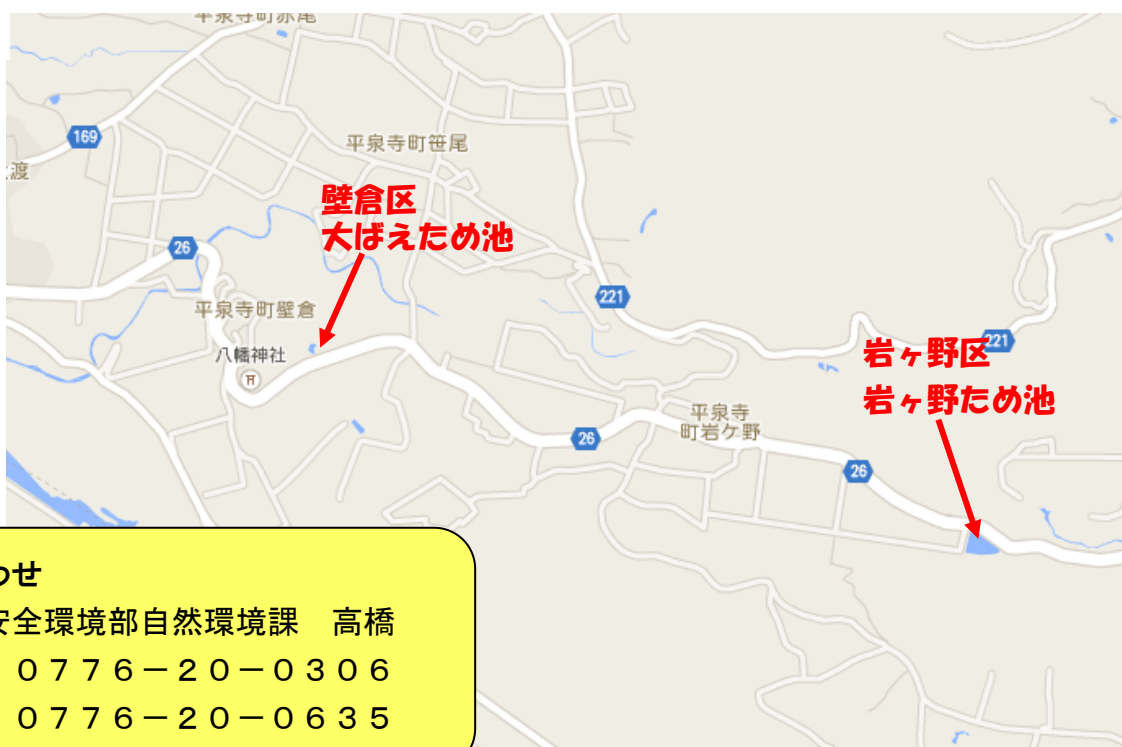 平泉寺町赤尾
169
平泉寺町笹尾
渡
壁倉区
大ばえため池
26
平泉寺町壁倉
八幡神社
221
221
岩ヶ野区
岩ヶ野ため池
平泉寺
町岩ケ野
26
26
わせ
安全環境部自然環境課 高橋
0776-20-0306
0776-20-0635